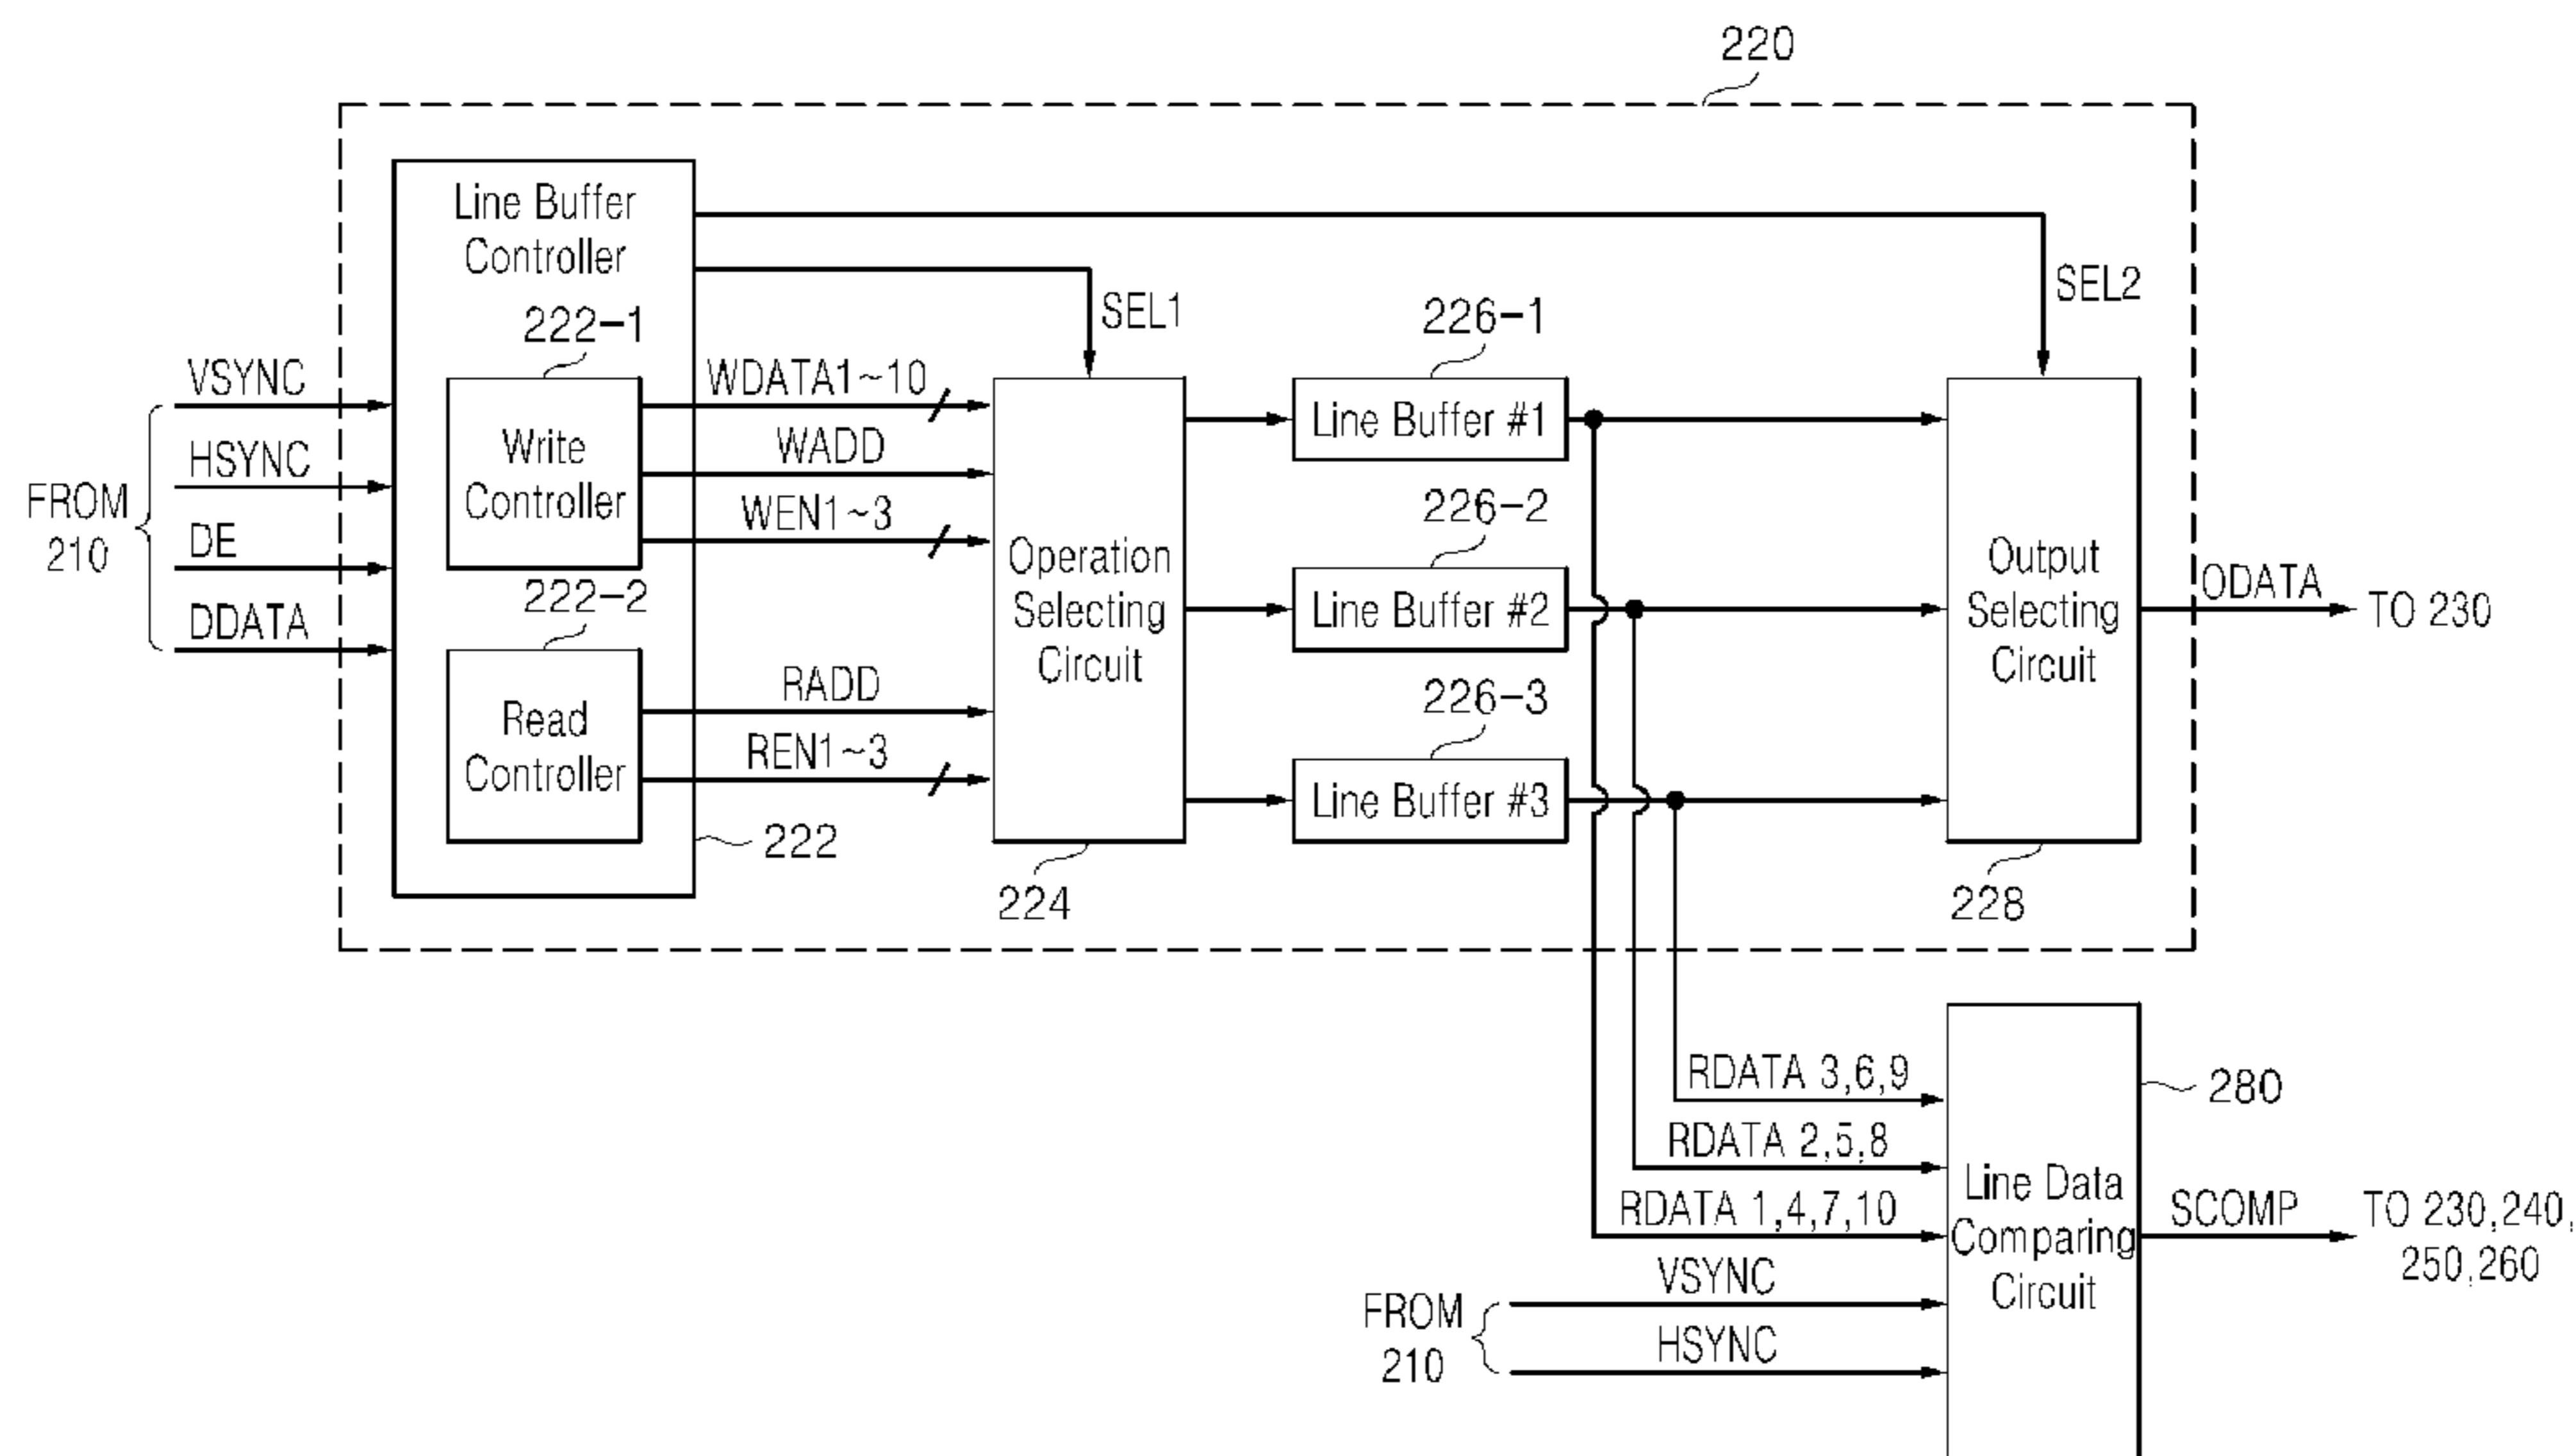 220
Line Buffer
Controller
SEL1
SEL2
222-1
226-1
VSYNC
WDATA1~10
Write
Controller
Line Buffer #1
HSYNC
WADD
FROM
210
WEN1~3
226-2
DE
Operation
Selecting
Circuit
Output
Selecting
Circuit
222-2
Line Buffer #2
ODATA
TO 230
DDATA
RADD
226-3
Read
Controller
REN1~3
Line Buffer #3
222
224
228
RDATA 3,6,9
280
RDATA 2,5,8
Line Data
Comparing
Circuit
RDATA 1,4,7,10
SCOMP
TO 230,240,
250,260
VSYNC
FROM
210
HSYNC